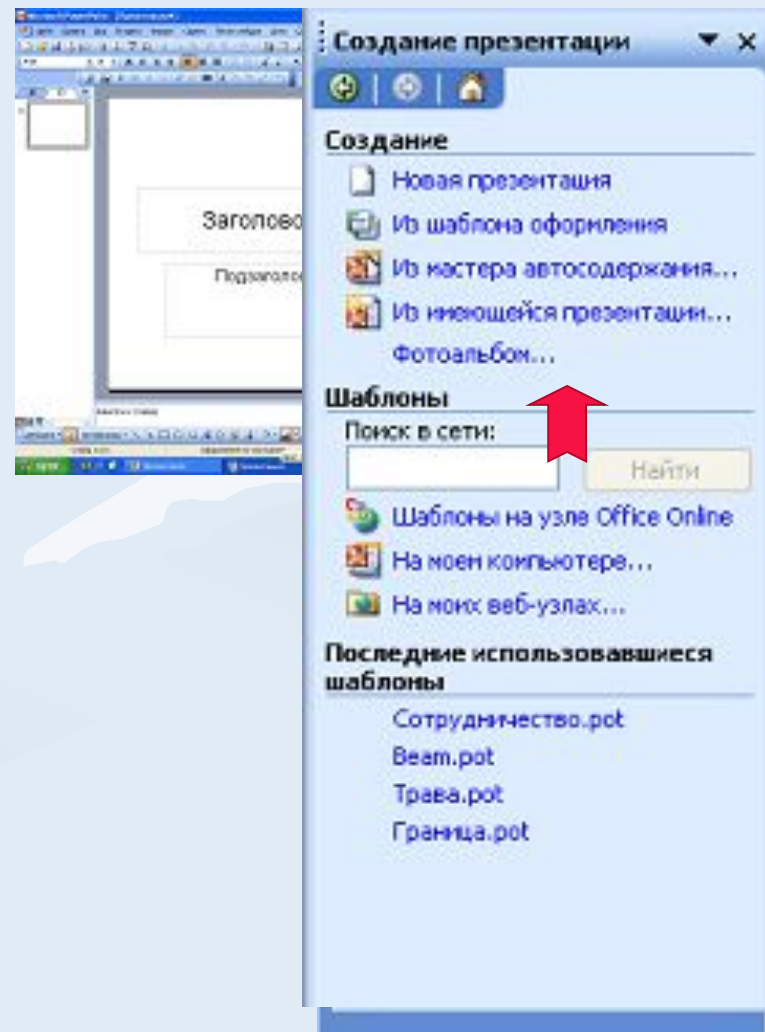 Заголово
Подзаголо
Создание презентации
Создание
Новая презентация
Из шаблона оформления
Из мастера автосодержания...
Из имеющейся презентации...
Фотоальбом...
Шаблоны
Поиск в сети:
Найти
Шаблоны на узле Office Online
На моем компьютере...
На моих веб-узлах...
Последние использовавшиеся
шаблоны
Сотрудничество.pot
Beam.pot
Трава.pot
Граница.pot